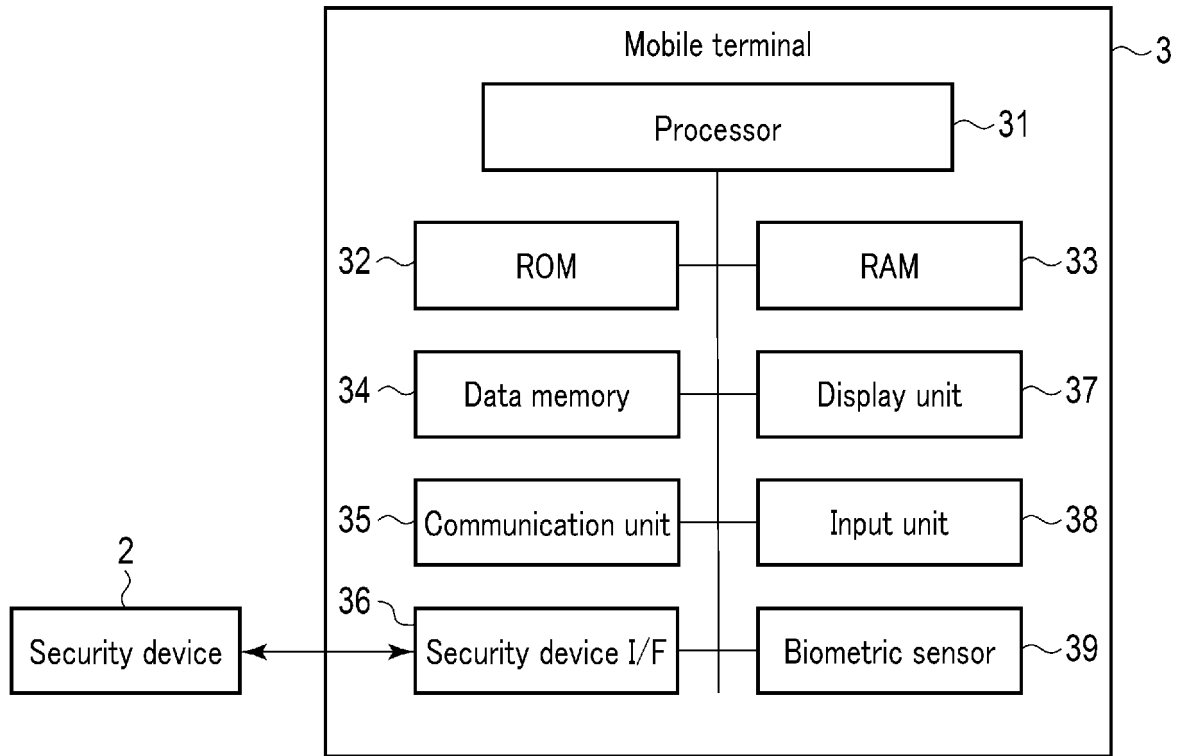 Mobile terminal
3
Processor
31
32
ROM
RAM
33
34
Data memory
Display unit
37
35
Communication unit
Input unit
38
2
36
Security device
Security device I/F
Biometric sensor
39